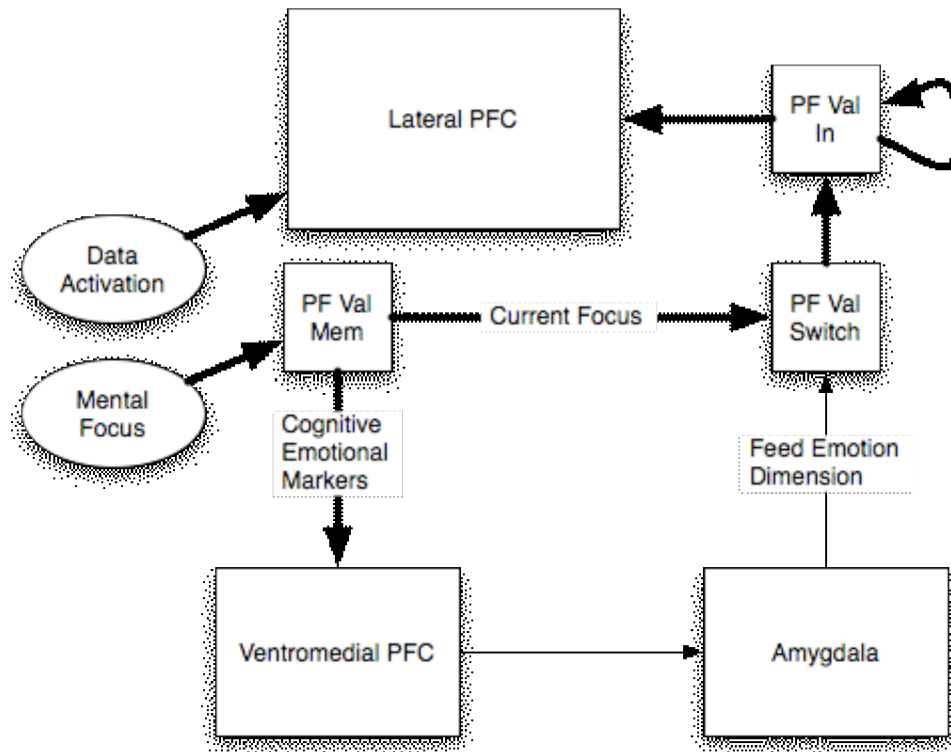 Lateral PFC
PF Val
In
Data
Activation
PF Val
Mem
Current Focus
PF Val
Switch
Mental
Focus
Cognitive
Emotional
Markers
Feed Emotion
Dimension
Ventromedial PFC
Amygdala